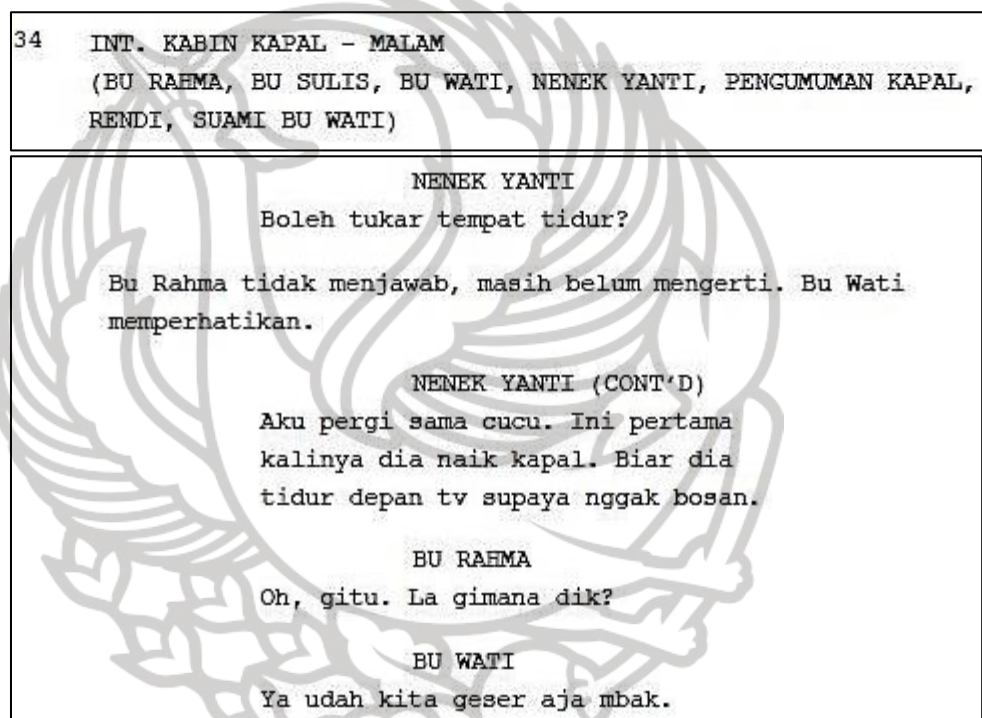 34 INT. KABIN KAPAL – MALAM
(BU RAHMA, BU SULIS, BU WATI, NENEK YANTI, PENGUMUMAN KAPAL,
RENDI, SUAMI BU WATI)
NENEK YANTI
Boleh tukar tempat tidur?
Bu Rahma tidak menjawab, masih belum mengerti. Bu Wati
memperhatikan.
NENEK YANTI (CONT'D)
Aku pergi sama cucu. Ini pertama
kalinya dia naik kapal. Biar dia
tidur depan tv supaya nggak bosan.
BU RAHMA
Oh, gitu. La gimana dik?
BU WATI
Ya udah kita geser aja mbak.